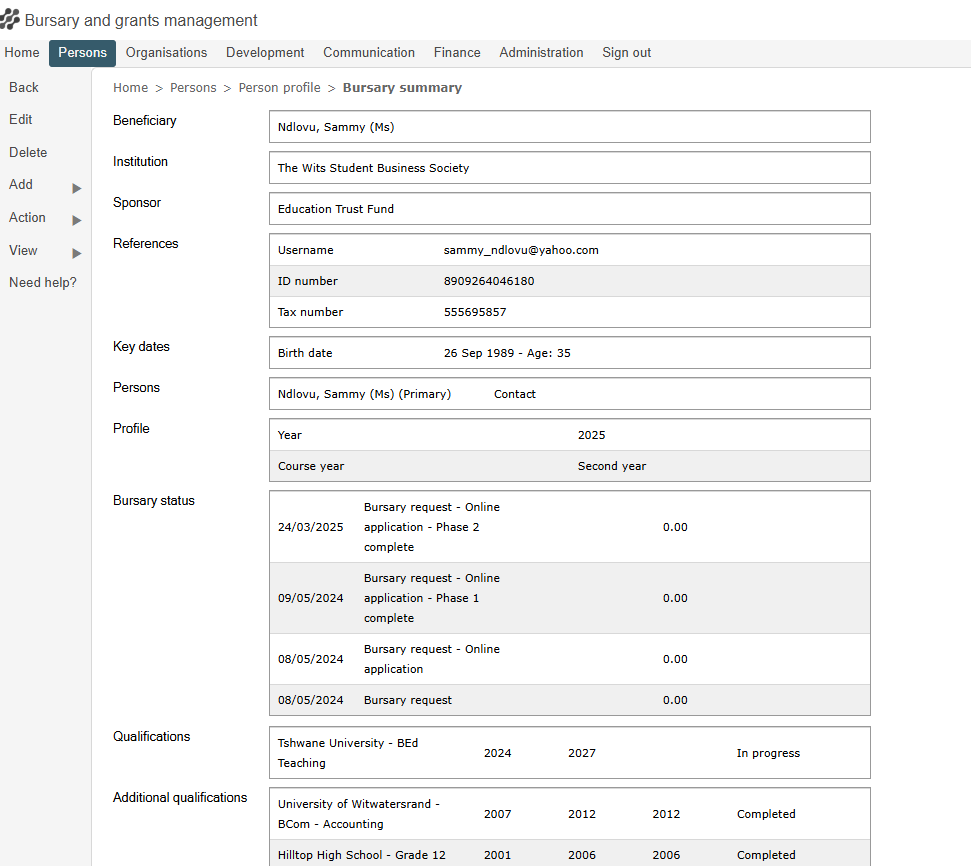 Bursary and grants management
Home Persons Organisations Development Communication Finance Administration Sign out
Back
Edit
Delete
Add
Action
View
Need help?
Home > Persons > Person profile > Bursary summary
Beneficiary
Ndlovu, Sammy (Ms)
Institution
The Wits Student Business Society
Sponsor
Education Trust Fund
References
Username sammy_ndlovu@yahoo.com
ID number 8909264046180
Tax number 555695857
Key dates
Birth date 26 Sep 1989 - Age: 35
Persons
Ndlovu, Sammy (Ms) (Primary) Contact
Profile
Year 2025
Course year Second year
Bursary status
24/03/2025 Bursary request - Online
application - Phase 2
complete 0.00
09/05/2024 Bursary request - Online
application - Phase 1
complete 0.00
08/05/2024 Bursary request - Online
application 0.00
08/05/2024 Bursary request 0.00
Qualifications
Tshwane University - BEd
Teaching 2024 2027 In progress
Additional qualifications
University of Witwatersrand -
BCom - Accounting 2007 2012 2012 Completed
Hilltop High School - Grade 12 2001 2006 2006 Completed